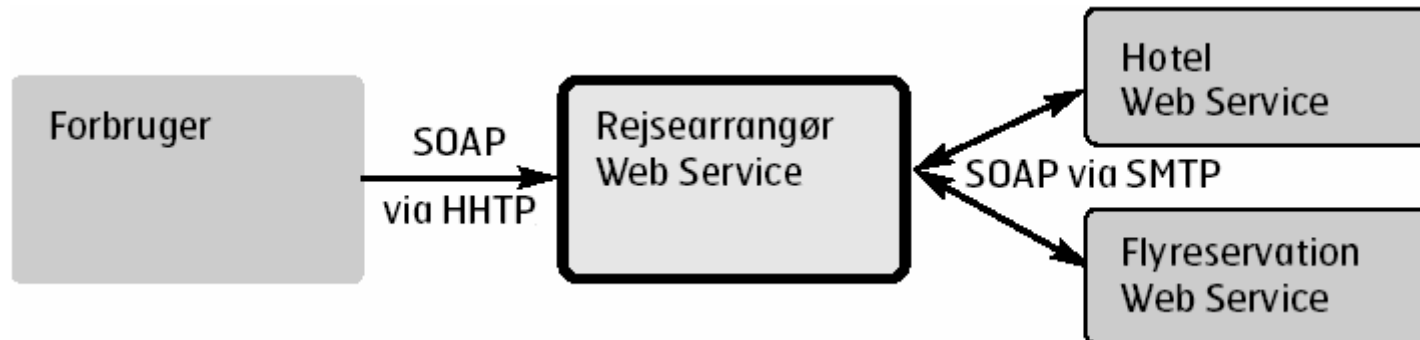 Forbruger
SOAP
via HHTP
Rejsearrangør
Web Service
SOAP via SMTP
Hotel
Web Service
Flyreservation
Web Service